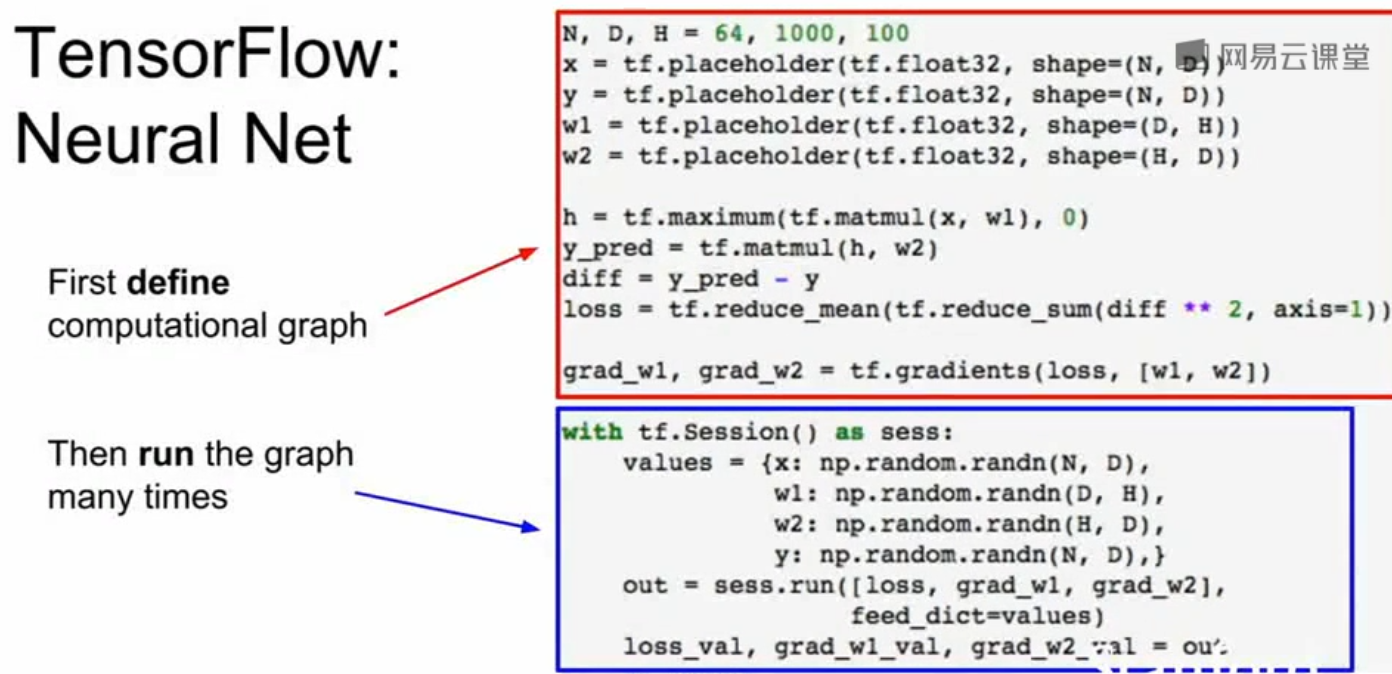 TensorFlow:
Neural Net
First define
computational graph
Then run the graph
many times
N, D, H = 64, 1000, 100
x = tf.placeholder(tf.float32, shape=(N, D))
y = tf.placeholder(tf.float32, shape=(N, D))
w1 = tf.placeholder(tf.float32, shape=(D, H))
w2 = tf.placeholder(tf.float32, shape=(H, D))
h = tf.maximum(tf.matmul(x, w1), 0)
y_pred = tf.matmul(h, w2)
diff = y_pred - y
loss = tf.reduce_mean(tf.reduce_sum(diff ** 2, axis=1))
grad_w1, grad_w2 = tf.gradients(loss, [w1, w2])
with tf.Session() as sess:
    values = {x: np.random.randn(N, D),
              w1: np.random.randn(D, H),
              w2: np.random.randn(H, D),
              y: np.random.randn(N, D),}
    out = sess.run([loss, grad_w1, grad_w2],
                   feed_dict=values)
    loss_val, grad_w1_val, grad_w2_val = out
网易云课堂